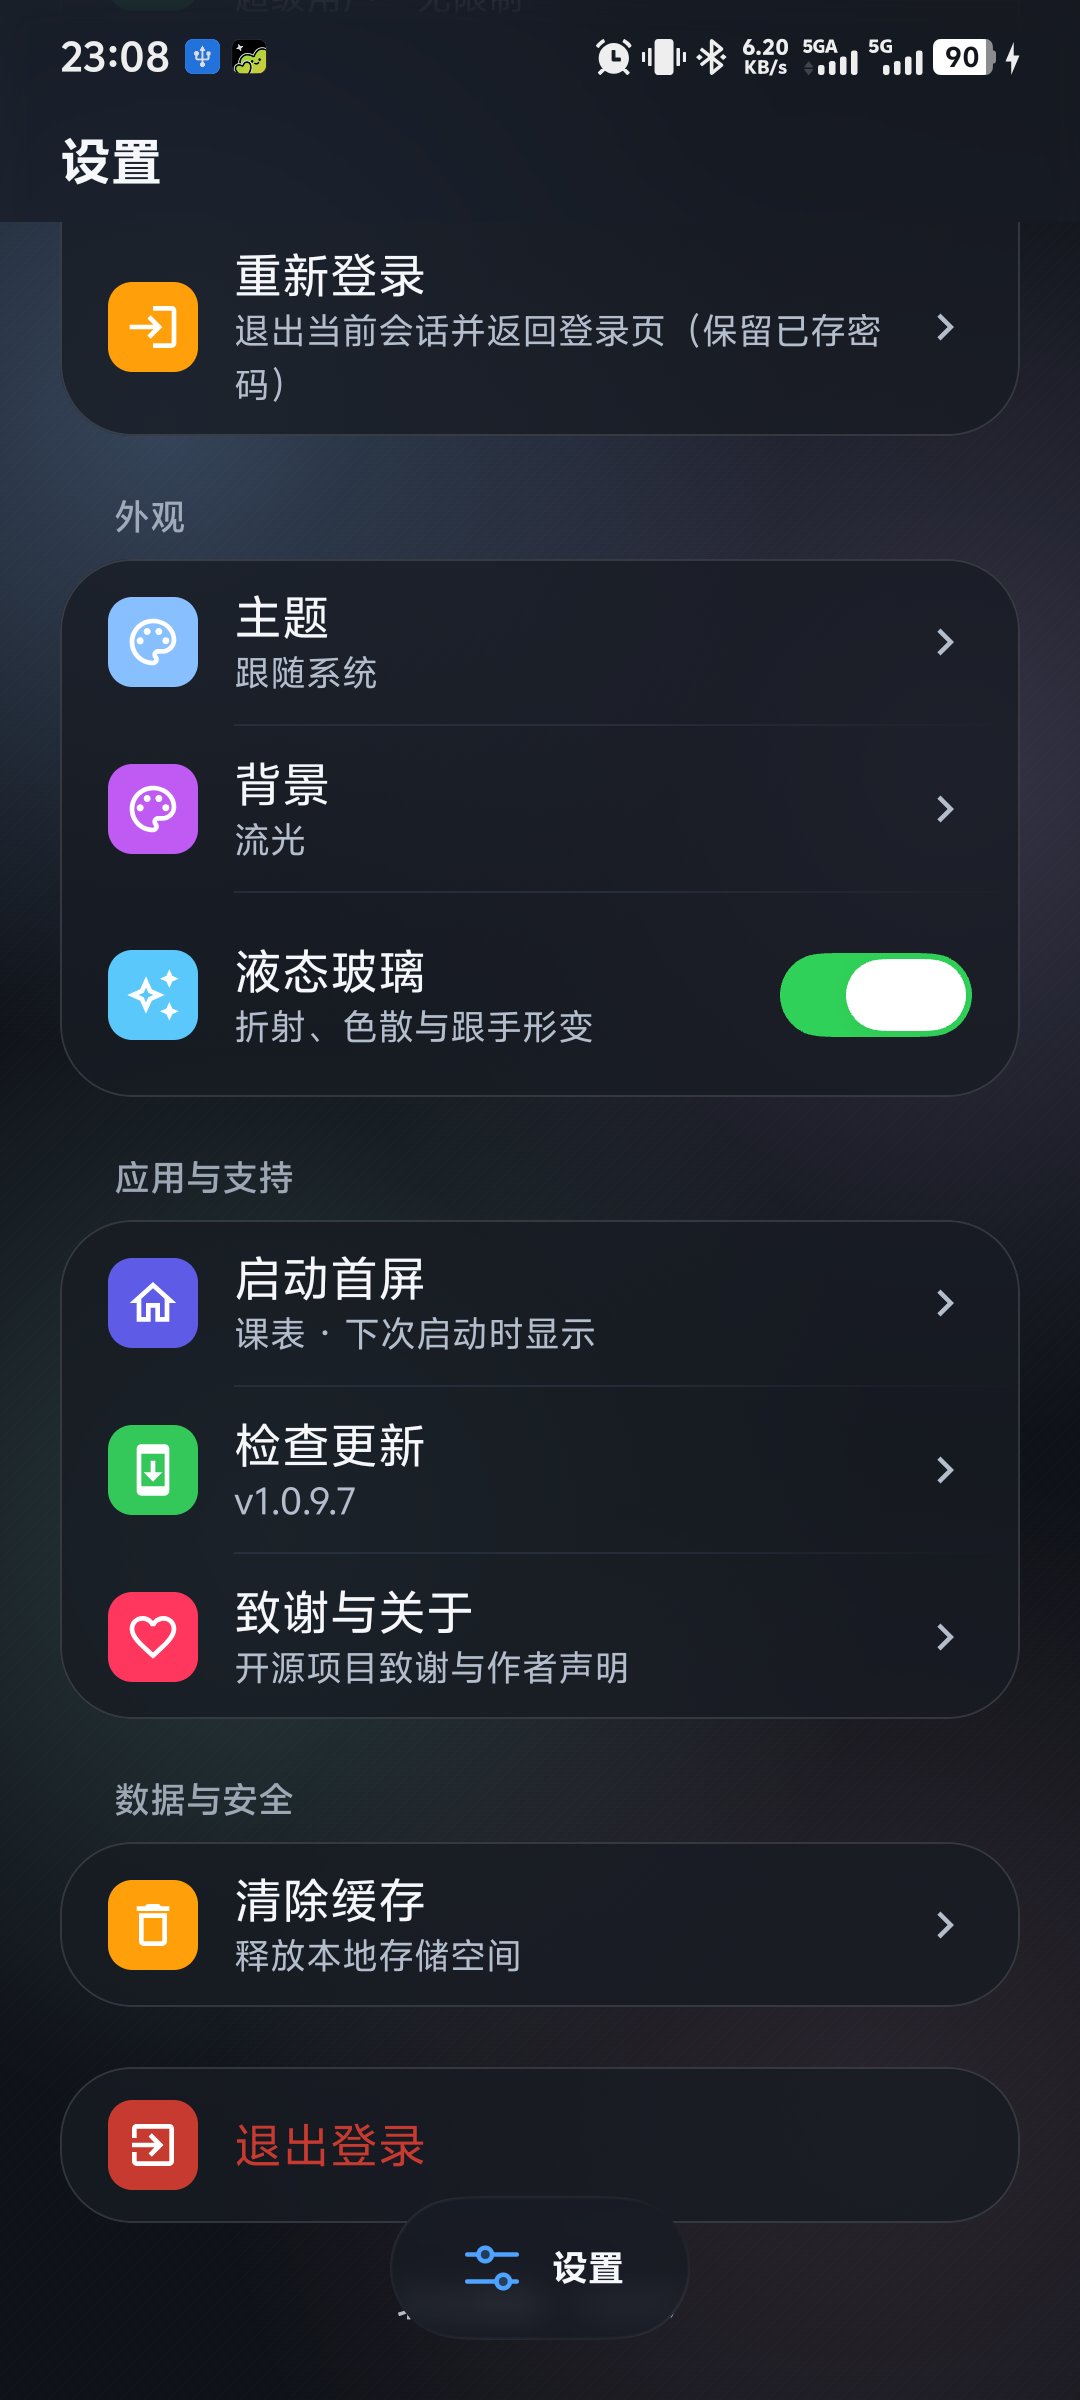 23:08
6.20 KB/s
5GA
5G
90
设置
重新登录
退出当前会话并返回登录页（保留已存密
码）
外观
主题
跟随系统
背景
流光
液态玻璃
折射、色散与跟手形变
应用与支持
启动首屏
课表 · 下次启动时显示
检查更新
v1.0.9.7
致谢与关于
开源项目致谢与作者声明
数据与安全
清除缓存
释放本地存储空间
退出登录
设置